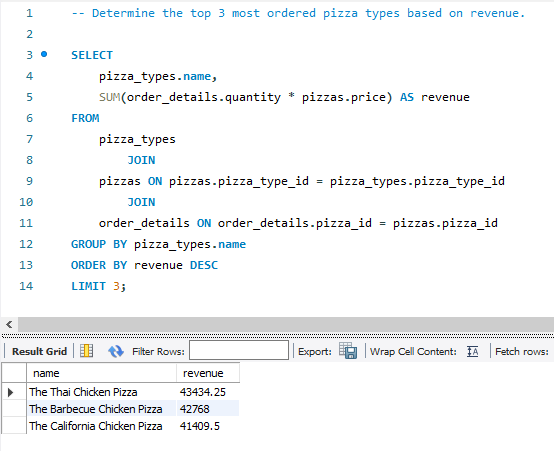 1 -- Determine the top 3 most ordered pizza types based on revenue.
2
3 SELECT
4 pizza_types.name,
5 SUM(order_details.quantity * pizzas.price) AS revenue
6 FROM
7 pizza_types
8 JOIN
9 pizzas ON pizzas.pizza_type_id = pizza_types.pizza_type_id
10 JOIN
11 order_details ON order_details.pizza_id = pizzas.pizza_id
12 GROUP BY pizza_types.name
13 ORDER BY revenue DESC
14 LIMIT 3;
Result Grid Filter Rows: Export: Wrap Cell Content: Fetch rows:
name revenue
The Thai Chicken Pizza 43434.25
The Barbecue Chicken Pizza 42768
The California Chicken Pizza 41409.5